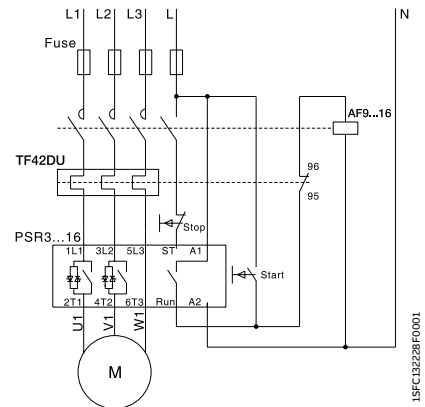 L1 L2 L3 L N
Fuse
AF9...16
TF42DU
96
95
Stop
PSR3...16
1L1 3L2 5L3 ST A1
Start
2T1 4T2 6T3 Run A2
U1 V1 W1
M
1SFC132228F0001